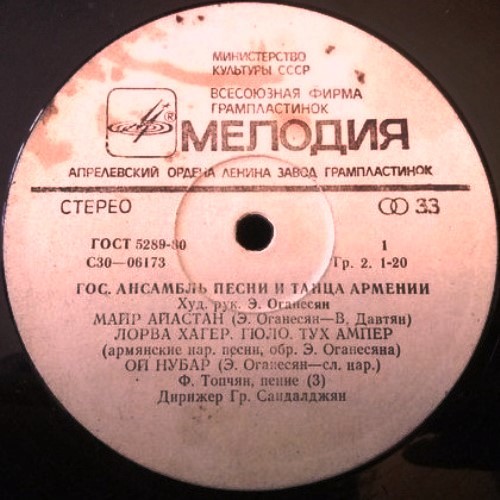 МИНИСТЕРСТВО
КУЛЬТУРЫ СССР
ВСЕСОЮЗНАЯ ФИРМА
ГРАМПЛАСТИНОК
® МЕЛОДИЯ
АПРЕЛЕВСКИЙ ОРДЕНА ЛЕНИНА ЗАВОД ГРАМПЛАСТИНОК
СТЕРЕО 33
ГОСТ 5289-80 1
С30—06173 Гр. 2. 1-20
ГОС. АНСАМБЛЬ ПЕСНИ И ТАНЦА АРМЕНИИ
Худ. рук. Э. Оганесян
МАЙР АЙАСТАН (Э. Оганесян—В. Давтян)
ЛОРВА ХАГЕР. ГЮЛО. ТУХ АМПЕР
(армянские нар. песни, обр. Э. Оганесяна)
ОЙ НУБАР (Э. Оганесян—сл. нар.)
Ф. Топчян, пение (3)
Дирижер Гр. Сандалджян